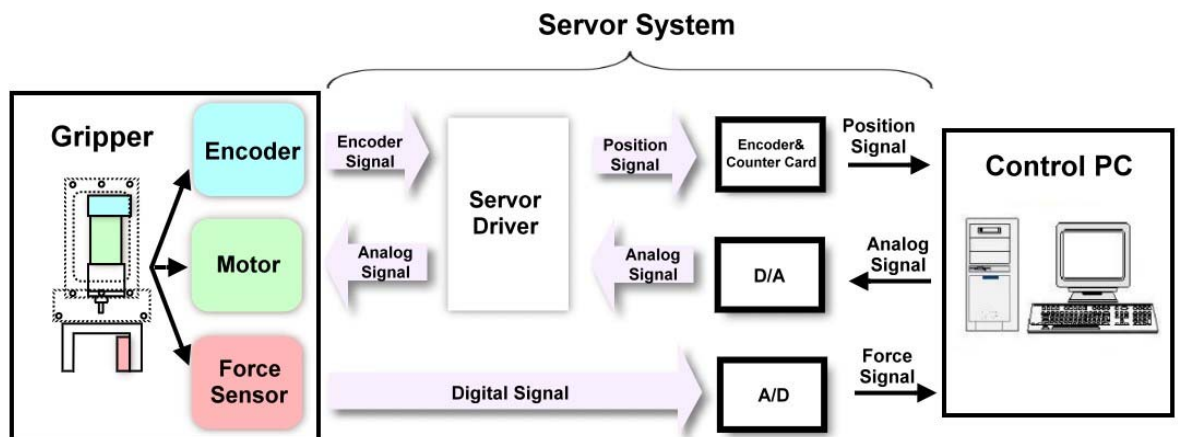 Servor System
Gripper
Encoder
Motor
Force
Sensor
Encoder
Signal
Analog
Signal
Digital Signal
Servor
Driver
Position
Signal
Analog
Signal
Encoder&
Counter Card
D/A
A/D
Position
Signal
Analog
Signal
Force
Signal
Control PC